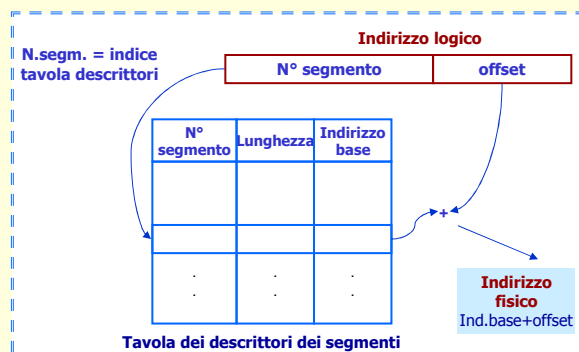 Indirizzo logico
N.segm. = indice
tavola descrittori
N° segmento offset
N° Lunghezza Indirizzo
segmento base
+
. . .
. . .
Indirizzo
fisico
Ind.base+offset
Tavola dei descrittori dei segmenti